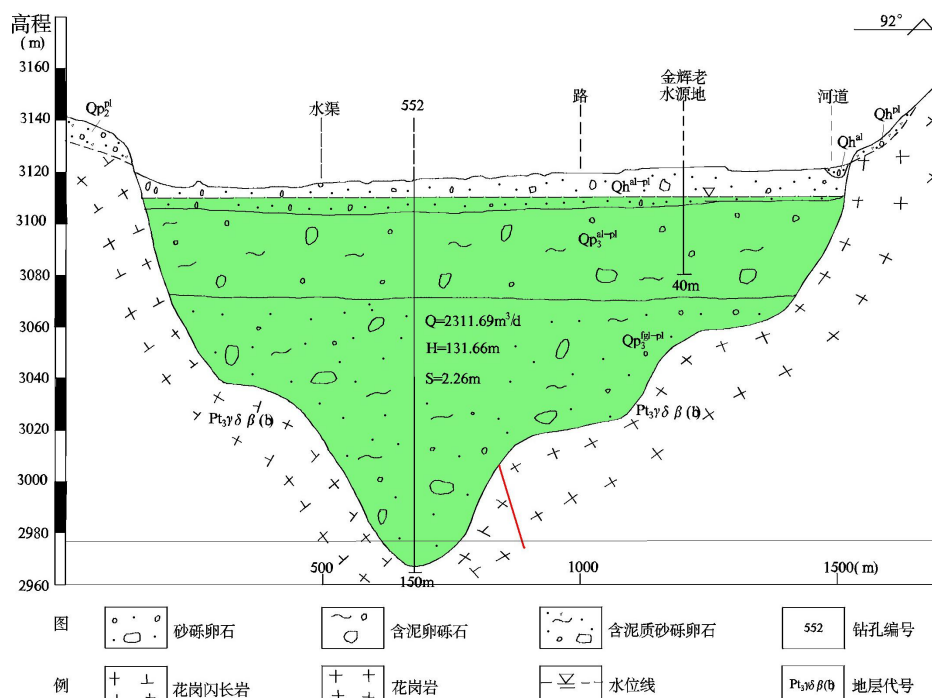 高程
( m)
92°
3160
3140
3120
3100
3080
3060
3040
3020
3000
2980
2960
水渠
552
路
金辉老
水源地
河道
Qp₂ᵖˡ
Qhᵖˡ
Qhᵃˡ
Qhᵃˡ⁻ᵖˡ
Qp₃ᵃˡ⁻ᵖˡ
40m
Q=2311.69m³/d
H=131.66m
S=2.26m
Qp₃ᶠᵍˡ⁻ᵖˡ
Pt₃γδβ(b)
Pt₃γδβ(b)
150m
500
1000
1500( m)
图
例
砂砾卵石
含泥卵砾石
含泥质砂砾卵石
552
钻孔编号
花岗闪长岩
花岗岩
水位线
Pt₃γδβ(b)
地层代号